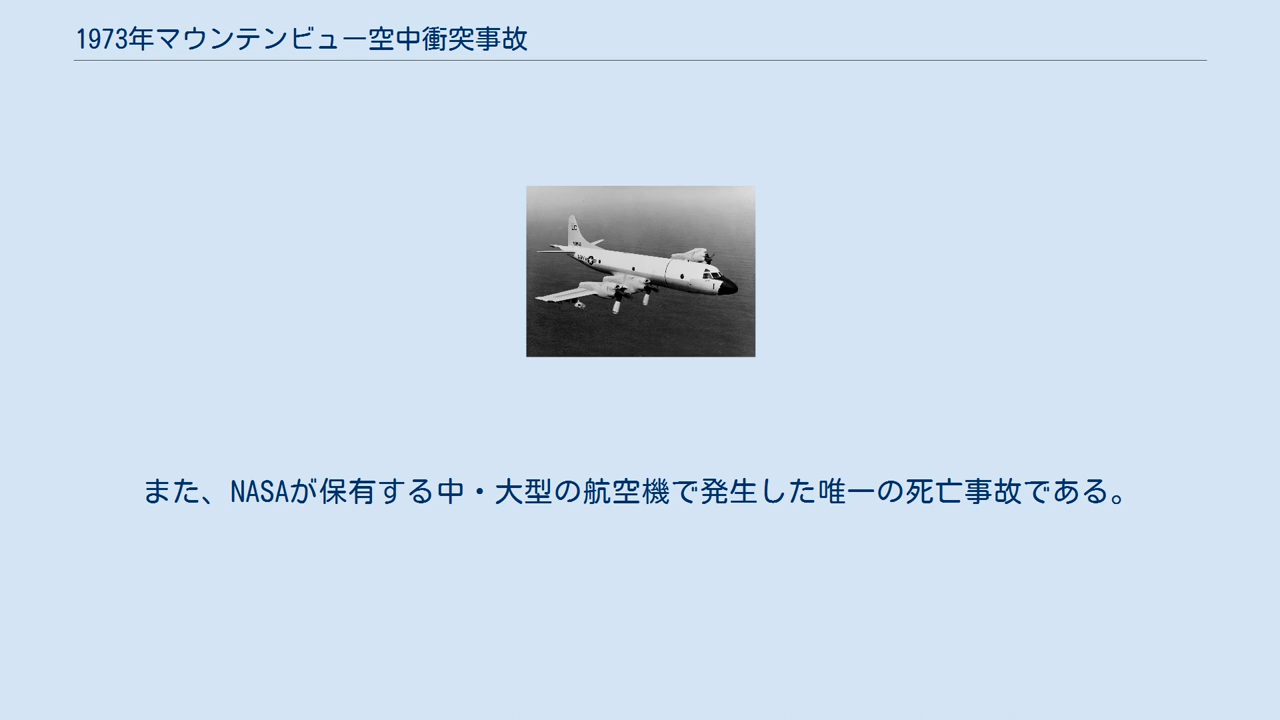 1973年マウンテンビュー空中衝突事故
また、NASAが保有する中・大型の航空機で発生した唯一の死亡事故である。